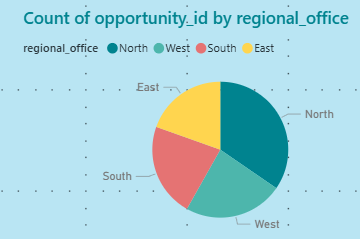 Count of opportunity_id by regional_office
regional_office North West South East
East
North
South
West